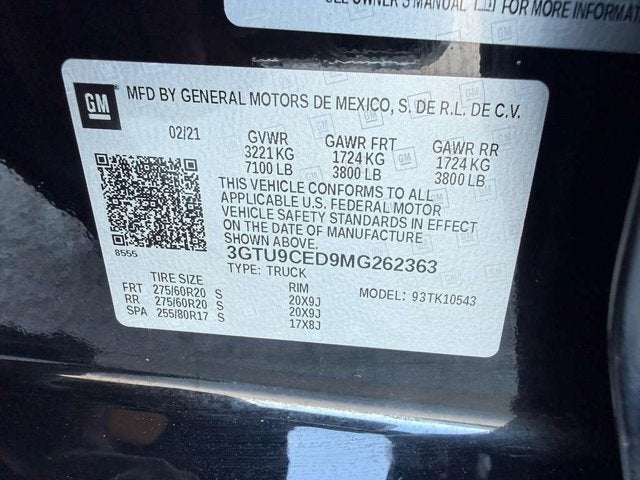 SEE OWNER'S MANUAL FOR MORE INFORMAT
GM
MFD BY GENERAL MOTORS DE MEXICO, S. DE R.L. DE C.V.
02/21 GVWR GAWR FRT GAWR RR
3221 KG 1724 KG 1724 KG
7100 LB 3800 LB 3800 LB
THIS VEHICLE CONFORMS TO ALL
APPLICABLE U.S. FEDERAL MOTOR
VEHICLE SAFETY STANDARDS IN EFFECT
ON THE DATE OF MANUFACTURE
SHOWN ABOVE.
8555 3GTU9CED9MG262363
TYPE: TRUCK
TIRE SIZE RIM MODEL: 93TK10543
FRT 275/60R20 S 20X9J
RR 275/60R20 S 20X9J
SPA 255/80R17 S 17X8J